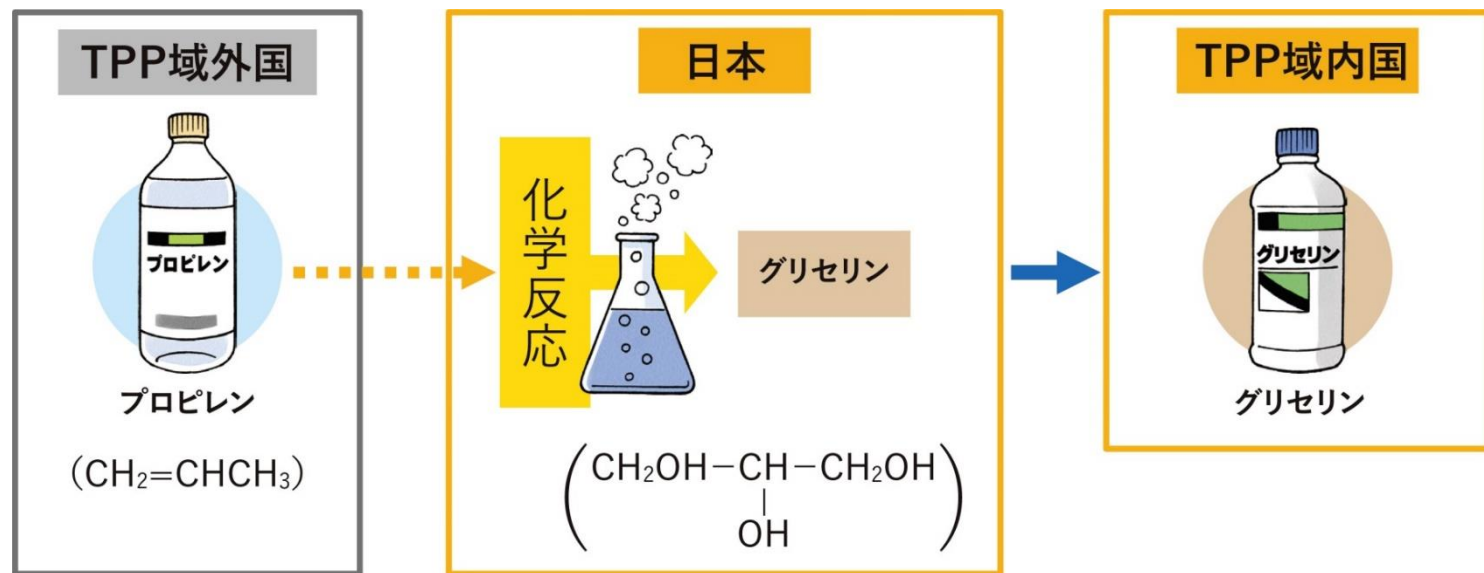 TPP域外国
プロピレン
プロピレン
(CH₂=CHCH₃)
日本
化学反応
グリセリン
(CH₂OH−CH−CH₂OH)
|
OH
TPP域内国
グリセリン
グリセリン